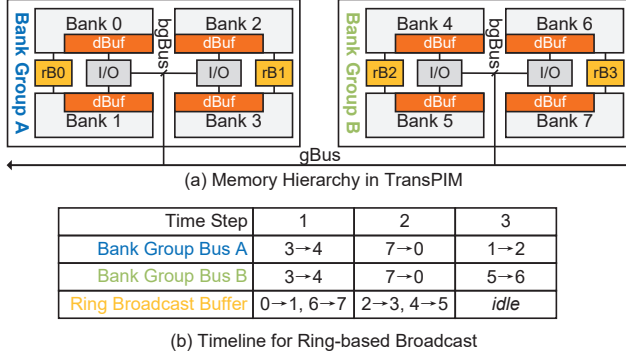 Bank Group A
Bank 0
Bank 2
dBuf
dBuf
bgBus
rB0
I/O
I/O
rB1
dBuf
dBuf
Bank 1
Bank 3
Bank Group B
Bank 4
Bank 6
dBuf
dBuf
bgBus
rB2
I/O
I/O
rB3
dBuf
dBuf
Bank 5
Bank 7
gBus
(a) Memory Hierarchy in TransPIM
Time Step 1 2 3
Bank Group Bus A 3→4 7→0 1→2
Bank Group Bus B 3→4 7→0 5→6
Ring Broadcast Buffer 0→1, 6→7 2→3, 4→5 idle
(b) Timeline for Ring-based Broadcast